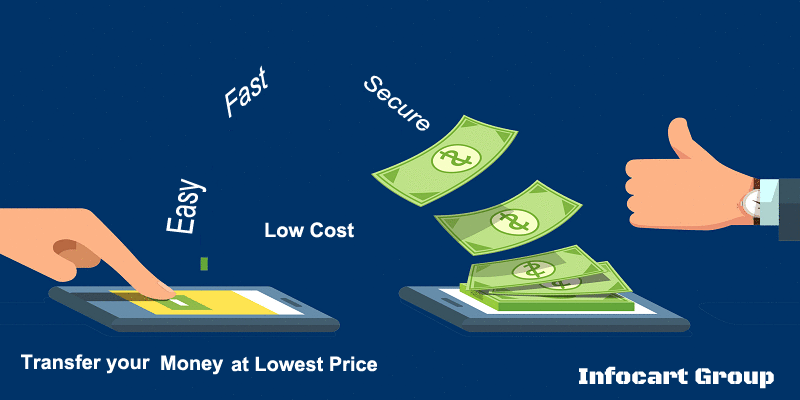 Easy
Fast
Secure
Low Cost
Transfer your Money at Lowest Price
Infocart Group